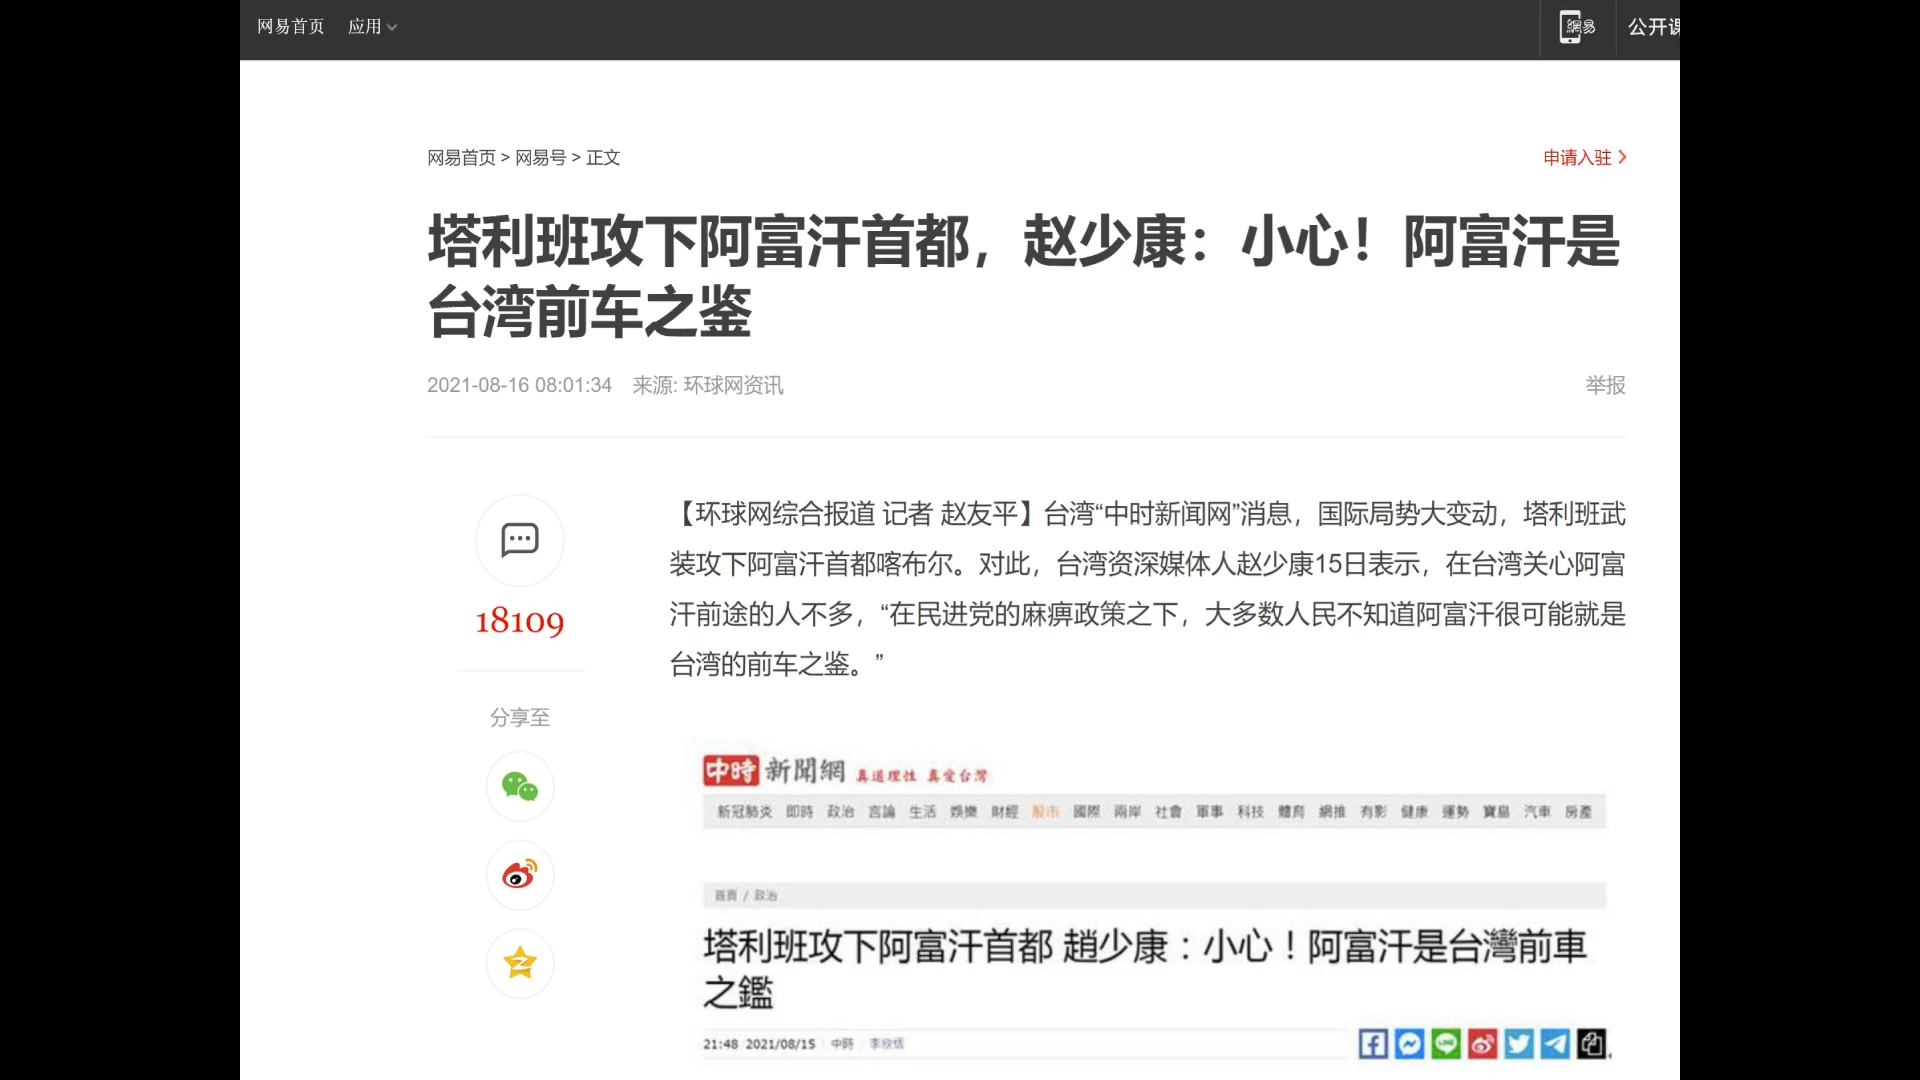 网易首页 应用 網易 公开课
网易首页 > 网易号 > 正文 申请入驻
塔利班攻下阿富汗首都，赵少康：小心！阿富汗是
台湾前车之鉴
2021-08-16 08:01:34 来源: 环球网资讯 举报
18109
分享至
【环球网综合报道 记者 赵友平】台湾“中时新闻网”消息，国际局势大变动，塔利班武
装攻下阿富汗首都喀布尔。对此，台湾资深媒体人赵少康15日表示，在台湾关心阿富
汗前途的人不多，“在民进党的麻痹政策之下，大多数人民不知道阿富汗很可能就是
台湾的前车之鉴。”
中時 新聞網 真道理性 真愛台灣
新冠肺炎 即時 政治 言論 生活 娛樂 財經 股市 國際 兩岸 社會 軍事 科技 體育 網推 有影 健康 運勢 寶島 汽車 房產
首頁 / 政治
塔利班攻下阿富汗首都 趙少康：小心！阿富汗是台灣前車
之鑑
21:48 2021/08/15 中時 李欣恬